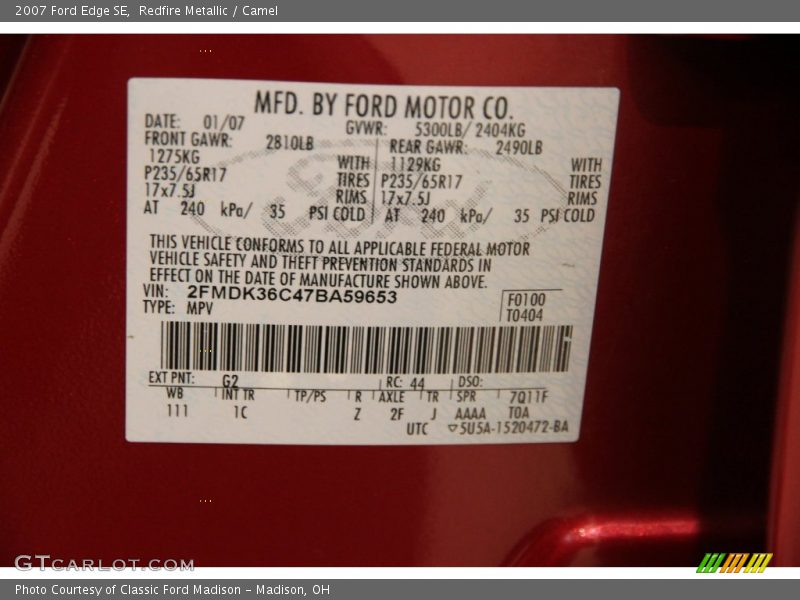 2007 Ford Edge SE,  Redfire Metallic / Camel
MFD. BY FORD MOTOR CO.
DATE: 01/07 GVWR: 5300LB/ 2404KG
FRONT GAWR: 2810LB REAR GAWR: 2490LB
1275KG WITH 1129KG WITH
P235/65R17 TIRES P235/65R17 TIRES
17x7.5J RIMS 17x7.5J RIMS
AT 240 kPa/ 35 PSI COLD AT 240 kPa/ 35 PSI COLD
THIS VEHICLE CONFORMS TO ALL APPLICABLE FEDERAL MOTOR
VEHICLE SAFETY AND THEFT PREVENTION STANDARDS IN
EFFECT ON THE DATE OF MANUFACTURE SHOWN ABOVE.
VIN: 2FMDK36C47BA59653
TYPE: MPV
F0100
T0404
EXT PNT: G2 RC: 44 DSO:
WB INT TR TP/PS R AXLE TR SPR 7Q11F
111 1C Z 2F J AAAA TOA
UTC ▽5U5A-1520472-BA
GTCARLOT.COM
Photo Courtesy of Classic Ford Madison – Madison, OH